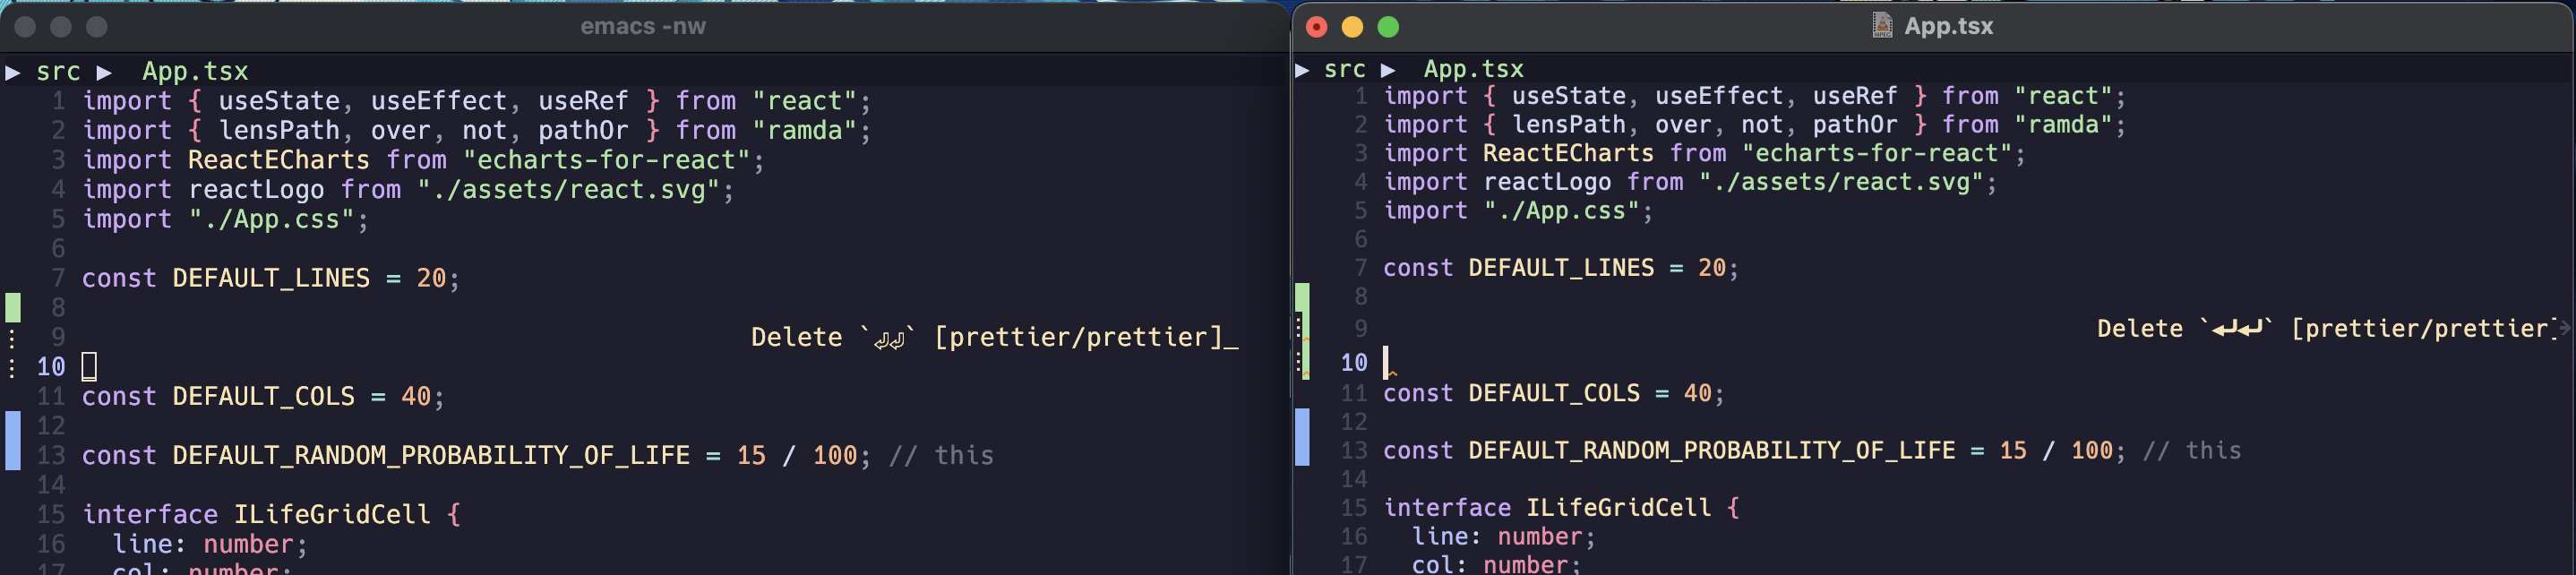 emacs -nw
▶ src ▶ App.tsx
1 import { useState, useEffect, useRef } from "react";
2 import { lensPath, over, not, pathOr } from "ramda";
3 import ReactECharts from "echarts-for-react";
4 import reactLogo from "./assets/react.svg";
5 import "./App.css";
6
7 const DEFAULT_LINES = 20;
8
9 Delete `⏎⏎` [prettier/prettier]_
10
11 const DEFAULT_COLS = 40;
12
13 const DEFAULT_RANDOM_PROBABILITY_OF_LIFE = 15 / 100; // this
14
15 interface ILifeGridCell {
16 line: number;
17 col: number;
App.tsx
▶ src ▶ App.tsx
1 import { useState, useEffect, useRef } from "react";
2 import { lensPath, over, not, pathOr } from "ramda";
3 import ReactECharts from "echarts-for-react";
4 import reactLogo from "./assets/react.svg";
5 import "./App.css";
6
7 const DEFAULT_LINES = 20;
8
9 Delete `⏎⏎` [prettier/prettier]
10
11 const DEFAULT_COLS = 40;
12
13 const DEFAULT_RANDOM_PROBABILITY_OF_LIFE = 15 / 100; // this
14
15 interface ILifeGridCell {
16 line: number;
17 col: number;